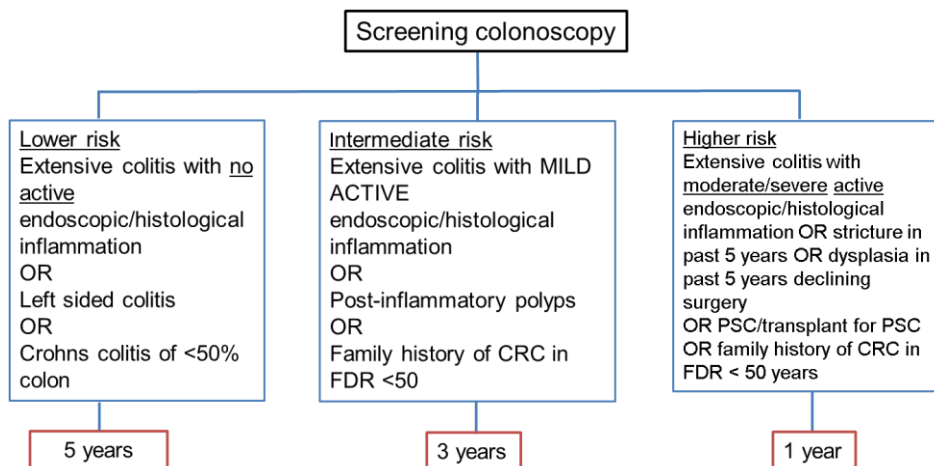 Screening colonoscopy
Lower risk
Extensive colitis with no
active
endoscopic/histological
inflammation
OR
Left sided colitis
OR
Crohns colitis of <50%
colon
5 years
Intermediate risk
Extensive colitis with MILD
ACTIVE
endoscopic/histological
inflammation
OR
Post-inflammatory polyps
OR
Family history of CRC in
FDR <50
3 years
Higher risk
Extensive colitis with
moderate/severe active
endoscopic/histological
inflammation OR stricture in
past 5 years OR dysplasia in
past 5 years declining
surgery
OR PSC/transplant for PSC
OR family history of CRC in
FDR < 50 years
1 year